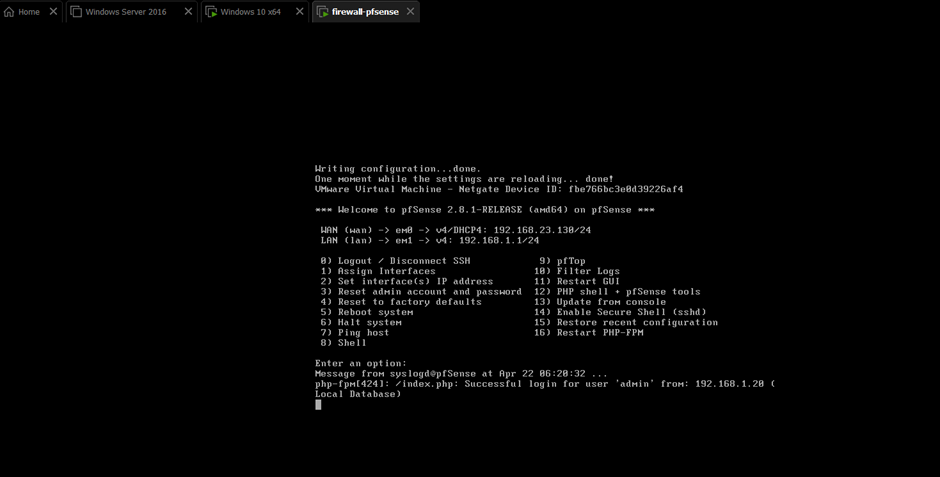 Home Windows Server 2016 Windows 10 x64 firewall-pfsense
Writing configuration...done.
One moment while the settings are reloading... done!
VMware Virtual Machine - Netgate Device ID: fbe766bc3e0d39226af4
*** Welcome to pfSense 2.8.1-RELEASE (amd64) on pfSense ***
WAN (wan) -> em0 -> v4/DHCP4: 192.168.23.130/24
LAN (lan) -> em1 -> v4: 192.168.1.1/24
0) Logout / Disconnect SSH 9) pfTop
1) Assign Interfaces 10) Filter Logs
2) Set interface(s) IP address 11) Restart GUI
3) Reset admin account and password 12) PHP shell + pfSense tools
4) Reset to factory defaults 13) Update from console
5) Reboot system 14) Enable Secure Shell (sshd)
6) Halt system 15) Restore recent configuration
7) Ping host 16) Restart PHP-FPM
8) Shell
Enter an option:
Message from syslogd@pfSense at Apr 22 06:20:32 ...
php-fpm[424]: /index.php: Successful login for user 'admin' from: 192.168.1.20 (
Local Database)